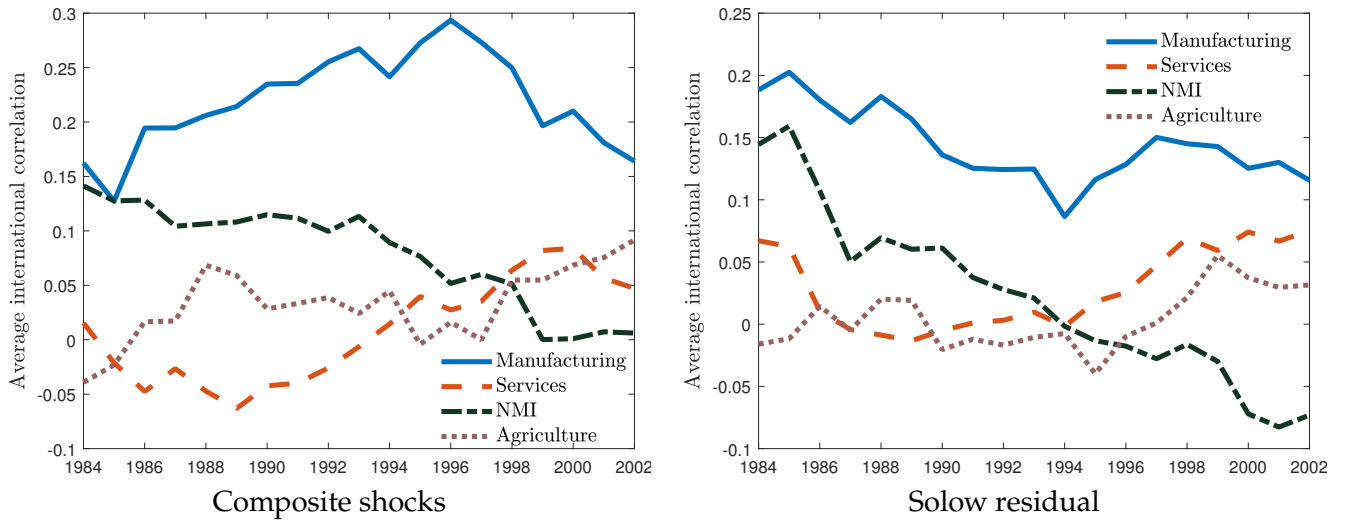 Average international correlation
0.3
0.25
0.2
0.15
0.1
0.05
0
-0.05
-0.1
Manufacturing
Services
NMI
Agriculture
1984 1986 1988 1990 1992 1994 1996 1998 2000 2002
Composite shocks
Average international correlation
0.25
0.2
0.15
0.1
0.05
0
-0.05
-0.1
Manufacturing
Services
NMI
Agriculture
1984 1986 1988 1990 1992 1994 1996 1998 2000 2002
Solow residual